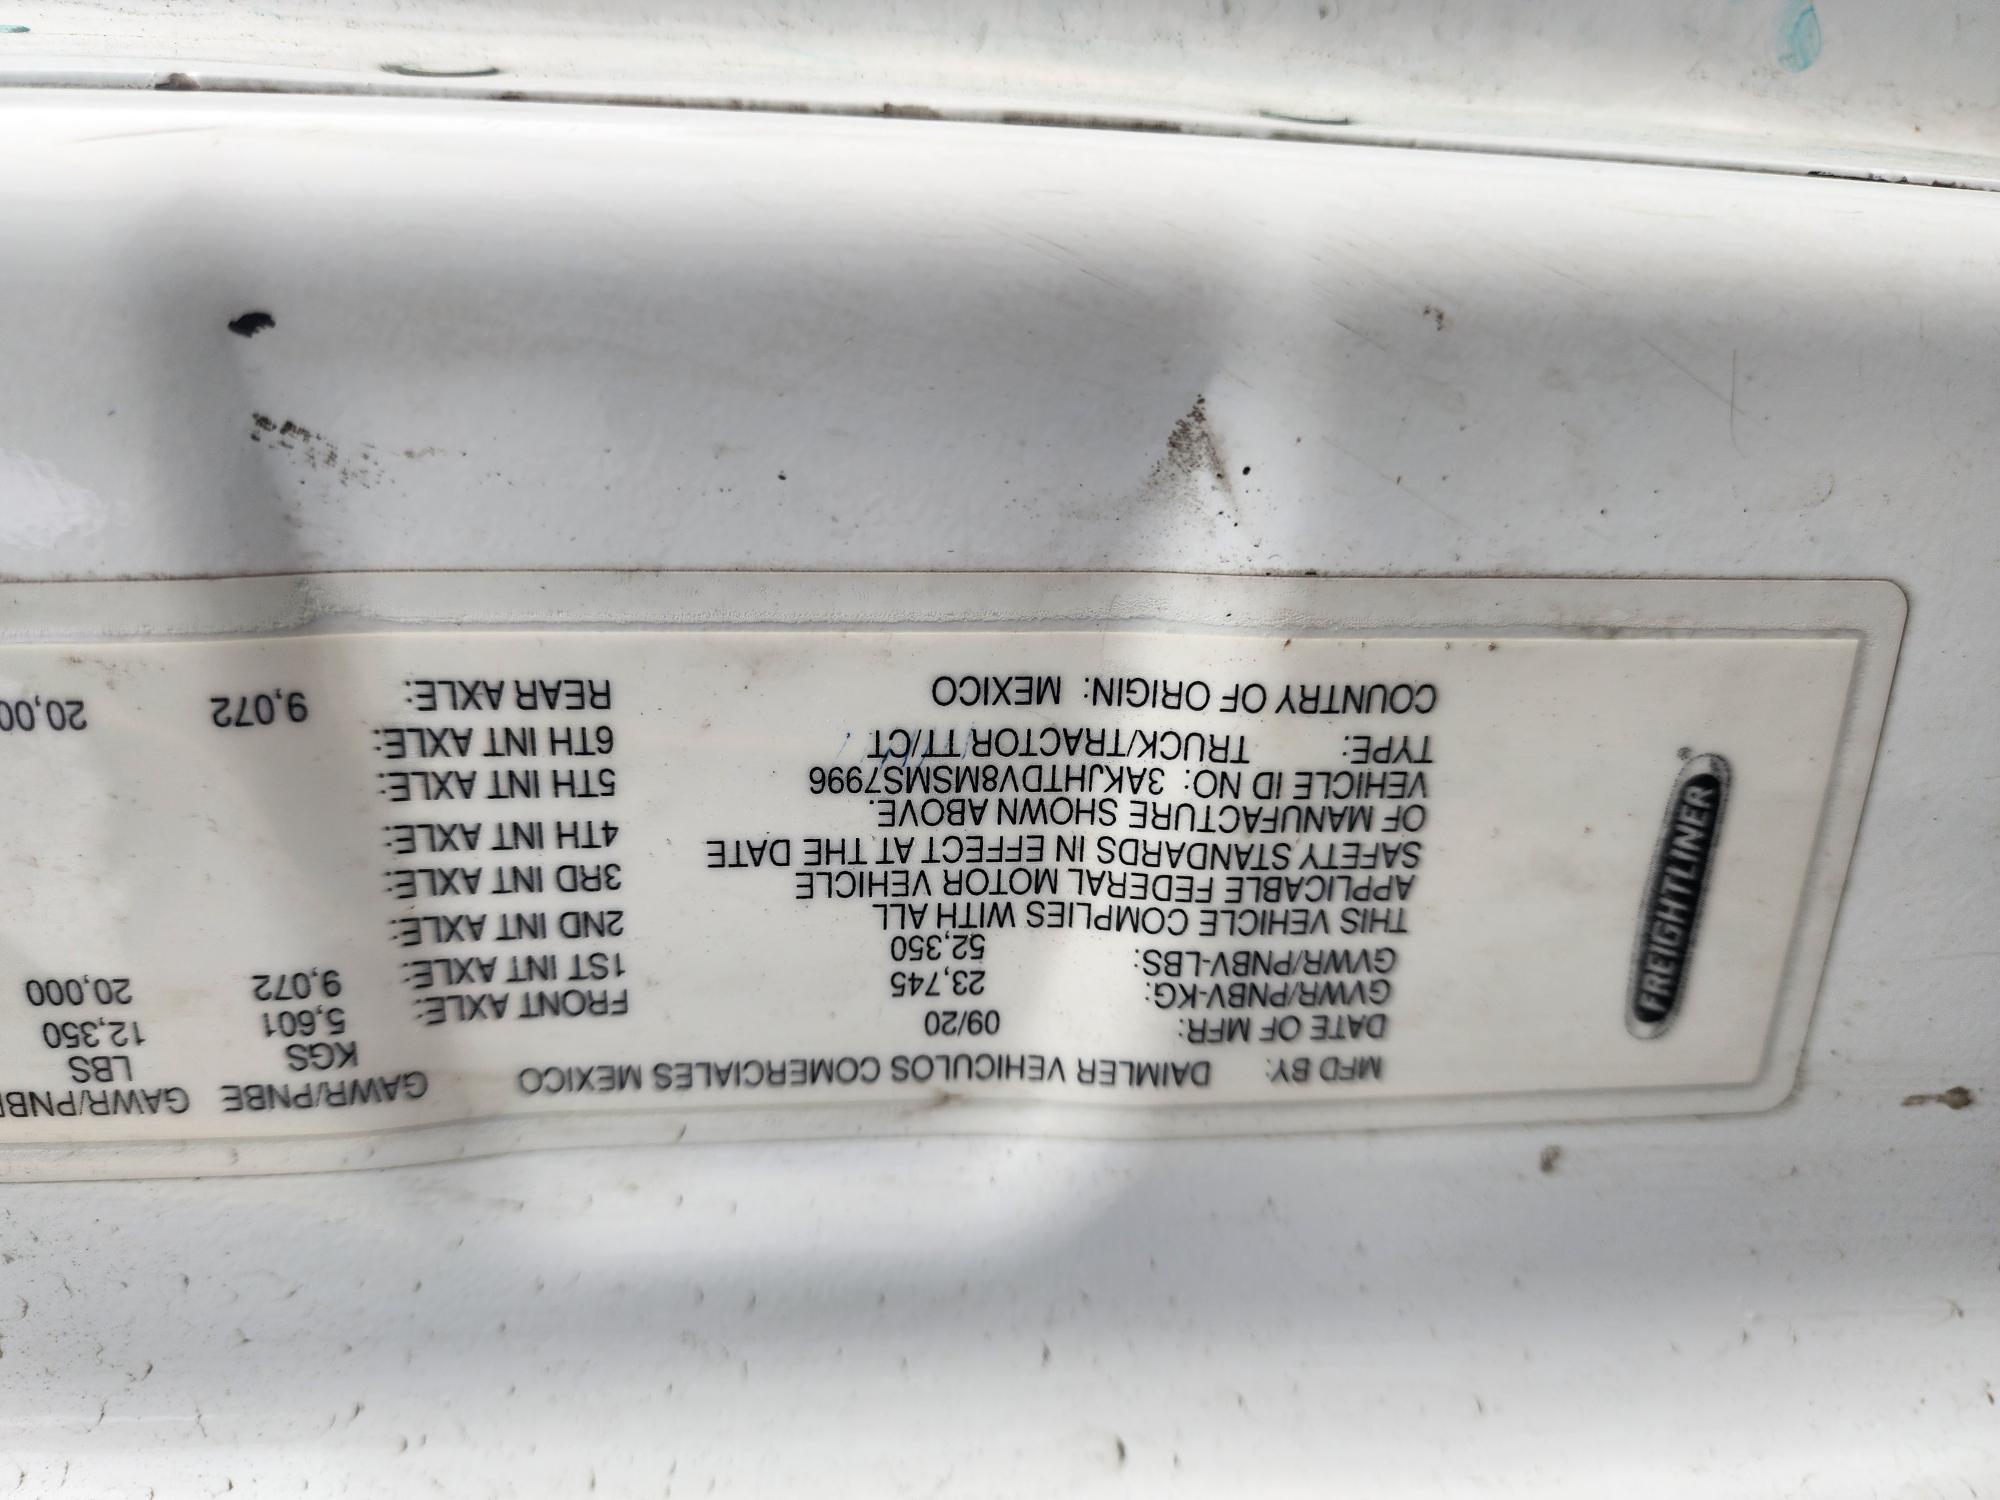 FREIGHTLINER®
MFD BY: DAIMLER VEHICULOS COMERCIALES MEXICO
DATE OF MFR: 09/20
GVWR/PNBV-KG: 23,745
GVWR/PNBV-LBS: 52,350
THIS VEHICLE COMPLIES WITH ALL
APPLICABLE FEDERAL MOTOR VEHICLE
SAFETY STANDARDS IN EFFECT AT THE DATE
OF MANUFACTURE SHOWN ABOVE.
VEHICLE ID NO: 3AKJHTDV8MSMS7996
TYPE: TRUCK/TRACTOR TT/CT
COUNTRY OF ORIGIN: MEXICO
GAWR/PNBE GAWR/PNBE
KGS LBS
FRONT AXLE: 5,601 12,350
1ST INT AXLE: 9,072 20,000
2ND INT AXLE:
3RD INT AXLE:
4TH INT AXLE:
5TH INT AXLE:
6TH INT AXLE:
REAR AXLE: 9,072 20,00